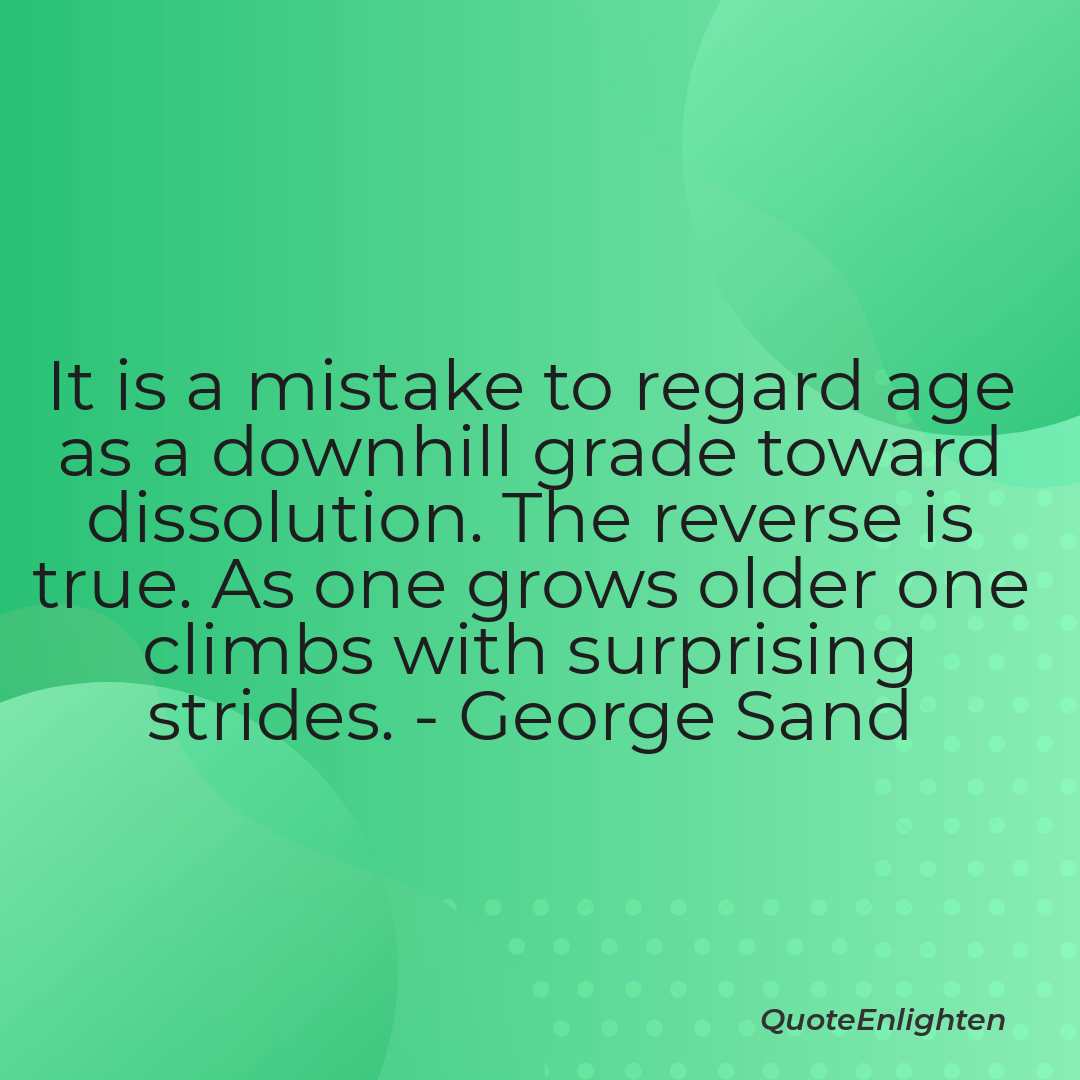 It is a mistake to regard age
as a downhill grade toward
dissolution. The reverse is
true. As one grows older one
climbs with surprising
strides. - George Sand
QuoteEnlighten